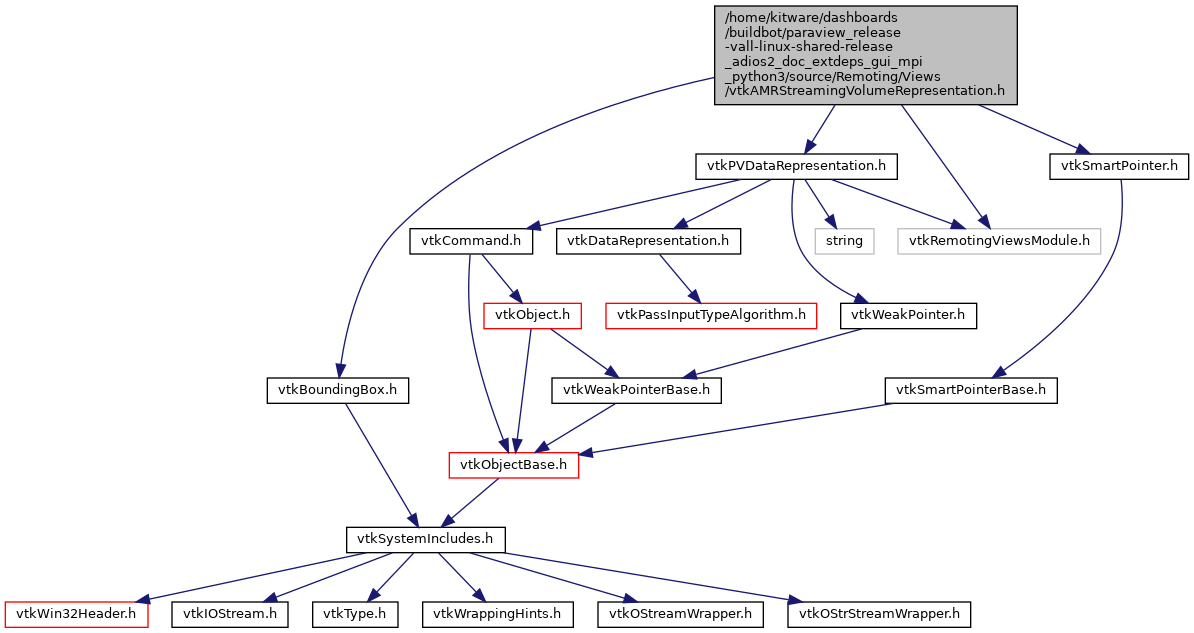 /home/kitware/dashboards
/buildbot/paraview_release
-vall-linux-shared-release
_adios2_doc_extdeps_gui_mpi
_python3/source/Remoting/Views
/vtkAMRStreamingVolumeRepresentation.h
vtkPVDataRepresentation.h
vtkSmartPointer.h
vtkCommand.h
vtkDataRepresentation.h
string
vtkRemotingViewsModule.h
vtkObject.h
vtkPassInputTypeAlgorithm.h
vtkWeakPointer.h
vtkBoundingBox.h
vtkWeakPointerBase.h
vtkSmartPointerBase.h
vtkObjectBase.h
vtkSystemIncludes.h
vtkWin32Header.h
vtkIOStream.h
vtkType.h
vtkWrappingHints.h
vtkOStreamWrapper.h
vtkOStrStreamWrapper.h